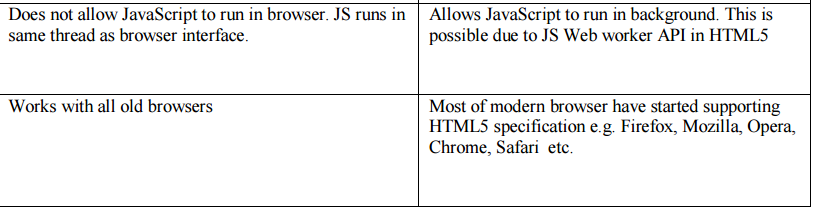 Does not allow JavaScript to run in browser. JS runs in
same thread as browser interface.
Allows JavaScript to run in background. This is
possible due to JS Web worker API in HTML5
Works with all old browsers
Most of modern browser have started supporting
HTML5 specification e.g. Firefox, Mozilla, Opera,
Chrome, Safari  etc.